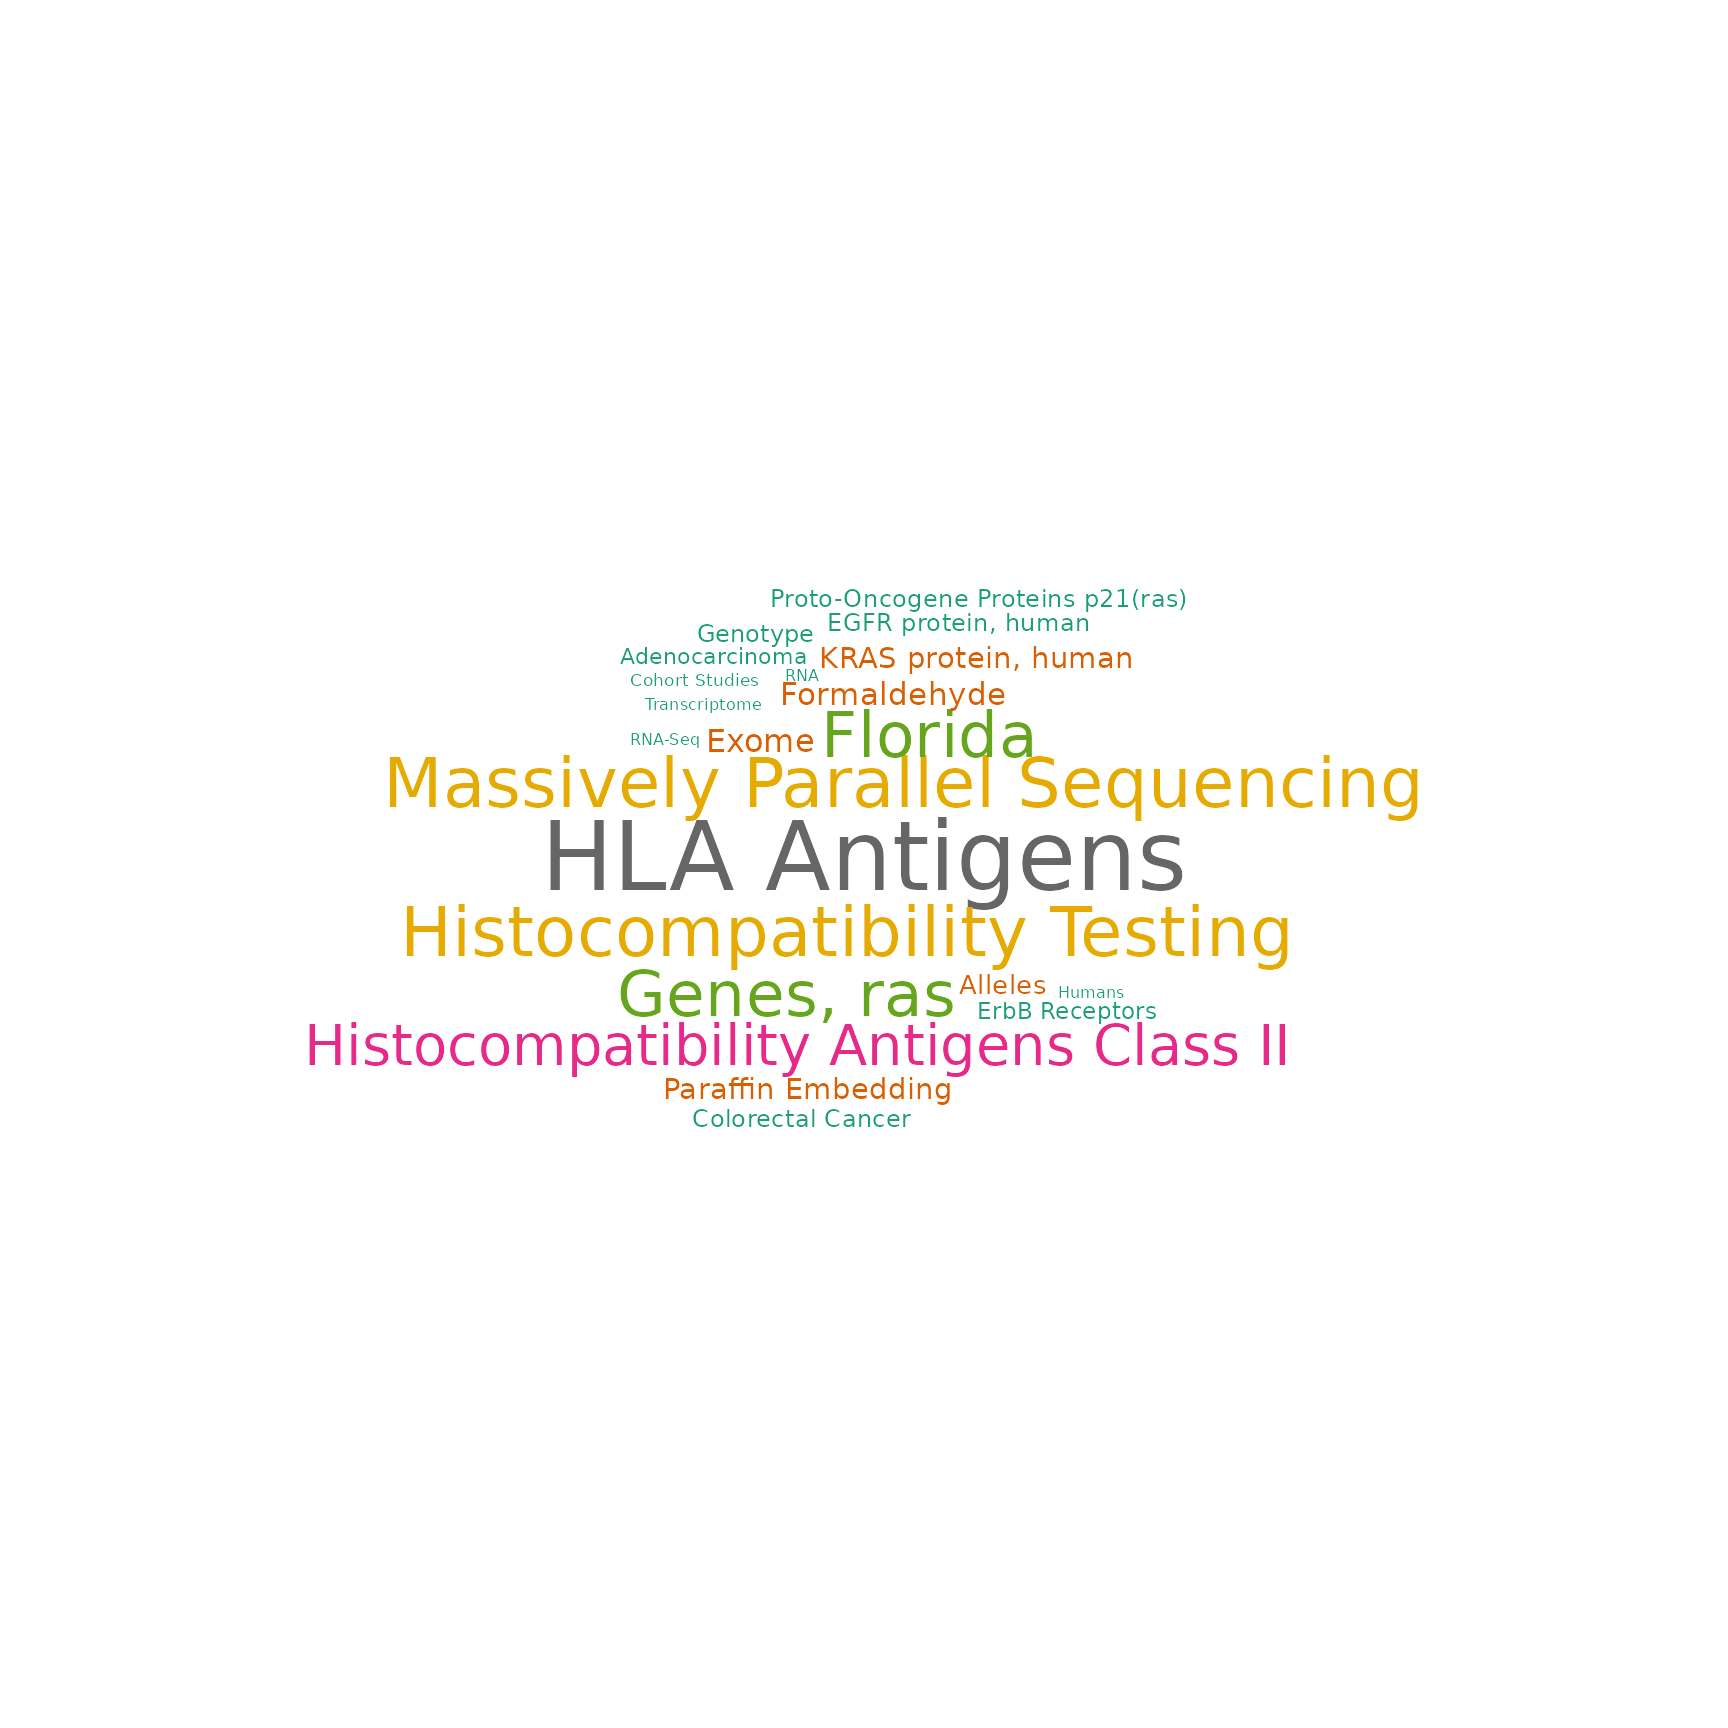 Proto-Oncogene Proteins p21(ras)
EGFR protein, human
Genotype
Adenocarcinoma
KRAS protein, human
Cohort Studies
RNA
Formaldehyde
Transcriptome
Florida
RNA-Seq
Exome
Massively Parallel Sequencing
HLA Antigens
Histocompatibility Testing
Genes, ras
Alleles
Humans
ErbB Receptors
Histocompatibility Antigens Class II
Paraffin Embedding
Colorectal Cancer